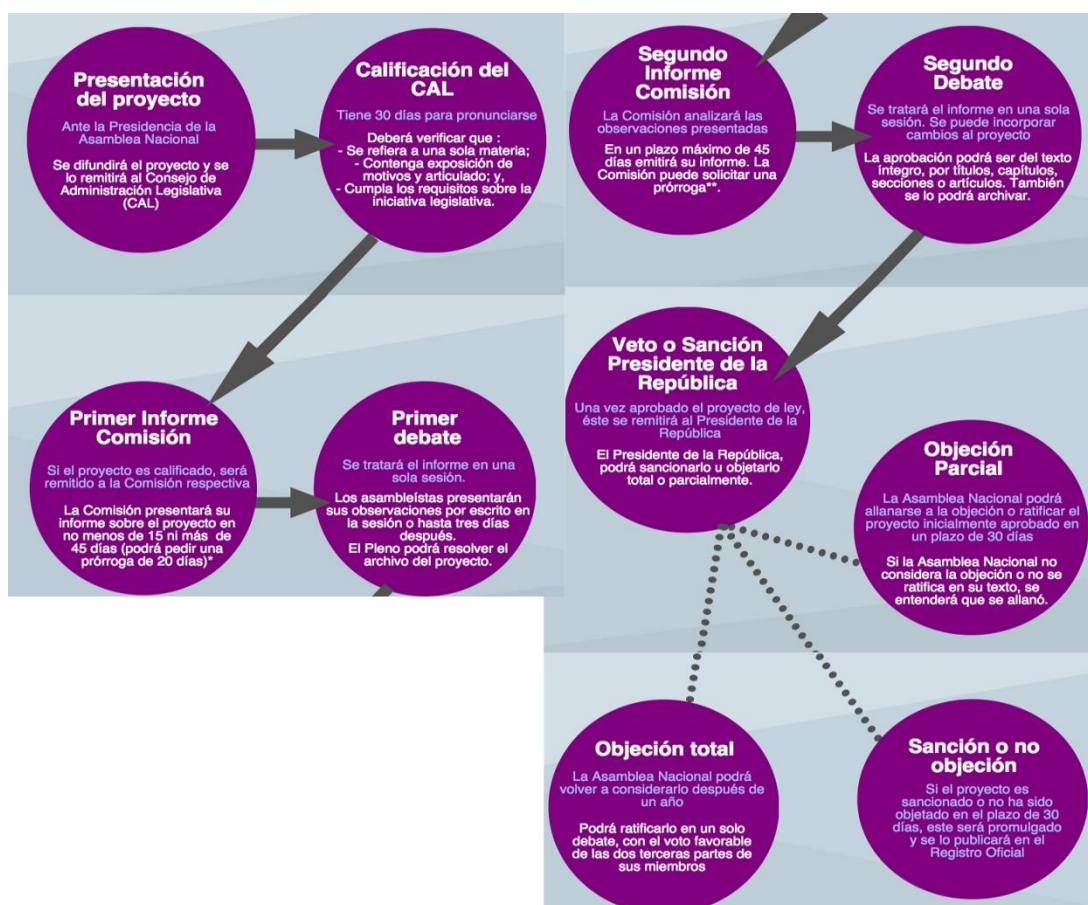 Presentación
del proyecto
Ante la Presidencia de la
Asamblea Nacional
Se difundirá el proyecto y se
lo remitirá al Consejo de
Administración Legislativa
(CAL)
Calificación del
CAL
Tiene 30 días para pronunciarse
Deberá verificar que :
- Se refiera a una sola materia;
- Contenga exposición de
motivos y articulado; y,
- Cumpla los requisitos sobre la
iniciativa legislativa.
Primer Informe
Comisión
Si el proyecto es calificado, será
remitido a la Comisión respectiva
La Comisión presentará su
informe sobre el proyecto en
no menos de 15 ni más de
45 días (podrá pedir una
prórroga de 20 días)*
Primer
debate
Se tratará el informe en una
sola sesión.
Los asambleístas presentarán
sus observaciones por escrito en
la sesión o hasta tres días
después.
El Pleno podrá resolver el
archivo del proyecto.
Segundo
Informe
Comisión
La Comisión analizará las
observaciones presentadas
En un plazo máximo de 45
días emitirá su informe. La
Comisión puede solicitar una
prórroga**.
Segundo
Debate
Se tratará el informe en una sola
sesión. Se puede incorporar
cambios al proyecto
La aprobación podrá ser del texto
íntegro, por títulos, capítulos,
secciones o artículos. También
se lo podrá archivar.
Veto o Sanción
Presidente de la
República
Una vez aprobado el proyecto de ley,
éste se remitirá al Presidente de la
República
El Presidente de la República,
podrá sancionarlo u objetarlo
total o parcialmente.
Objeción
Parcial
La Asamblea Nacional podrá
allanarse a la objeción o ratificar el
proyecto inicialmente aprobado en
un plazo de 30 días
Si la Asamblea Nacional no
considera la objeción o no se
ratifica en su texto, se
entenderá que se allanó.
Objeción total
La Asamblea Nacional podrá
volver a considerarlo después de
un año
Podrá ratificarlo en un solo
debate, con el voto favorable
de las dos terceras partes de
sus miembros
Sanción o no
objeción
Si el proyecto es
sancionado o no ha sido
objetado en el plazo de 30
días, este será promulgado
y se lo publicará en el
Registro Oficial